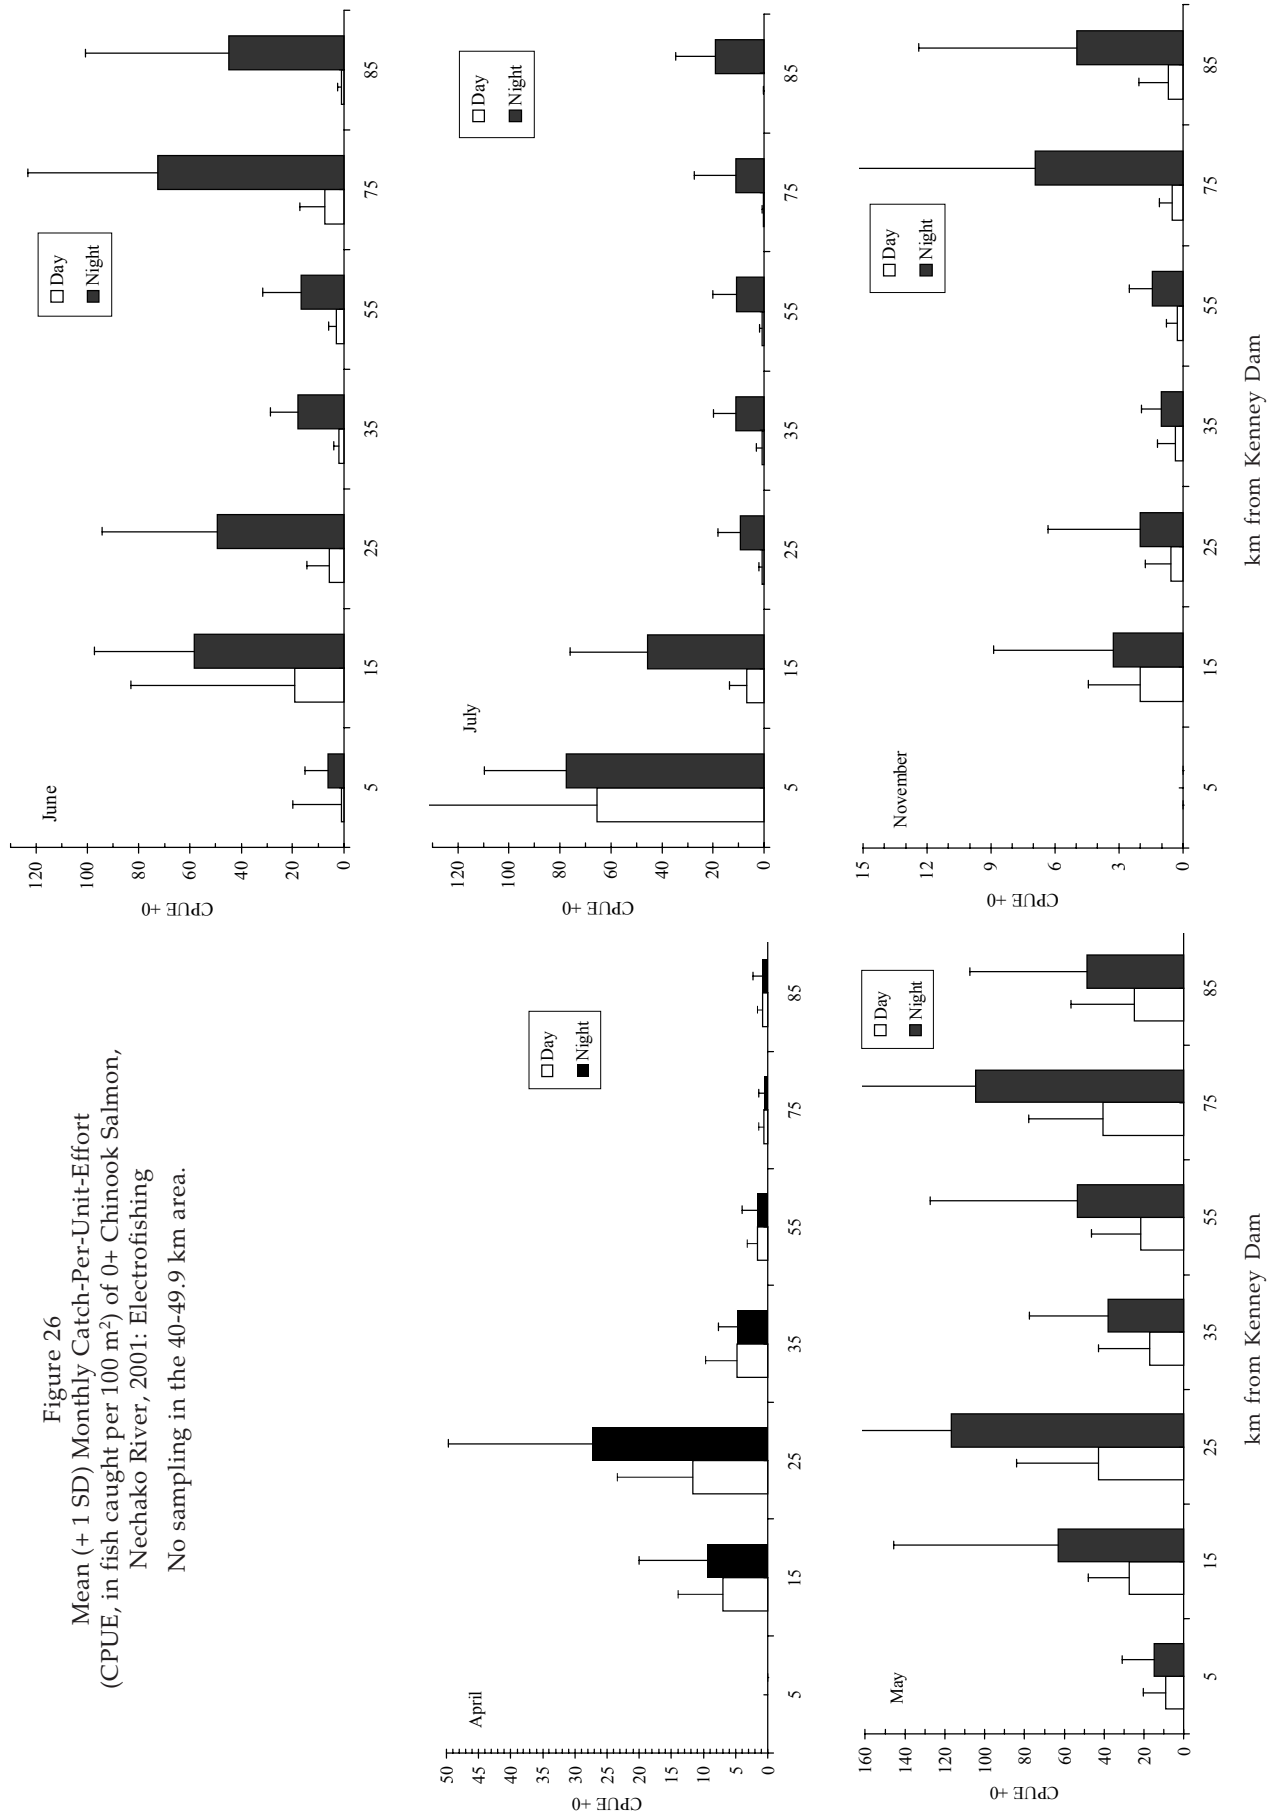 Figure 26
Mean (+ 1 SD) Monthly Catch-Per-Unit-Effort
(CPUE, in fish caught per 100 m²) of 0+ Chinook Salmon,
Nechako River, 2001: Electrofishing
No sampling in the 40-49.9 km area.
April
50
45
40
35
30
25
20
15
10
5
0
CPUE +0
Day
Night
5
15
25
35
55
75
85
May
160
140
120
100
80
60
40
20
0
CPUE +0
Day
Night
5
15
25
35
55
75
85
km from Kenney Dam
June
120
100
80
60
40
20
0
CPUE +0
Day
Night
5
15
25
35
55
75
85
July
120
100
80
60
40
20
0
CPUE +0
Day
Night
5
15
25
35
55
75
85
November
15
12
9
6
3
0
CPUE +0
Day
Night
5
15
25
35
55
75
85
km from Kenney Dam